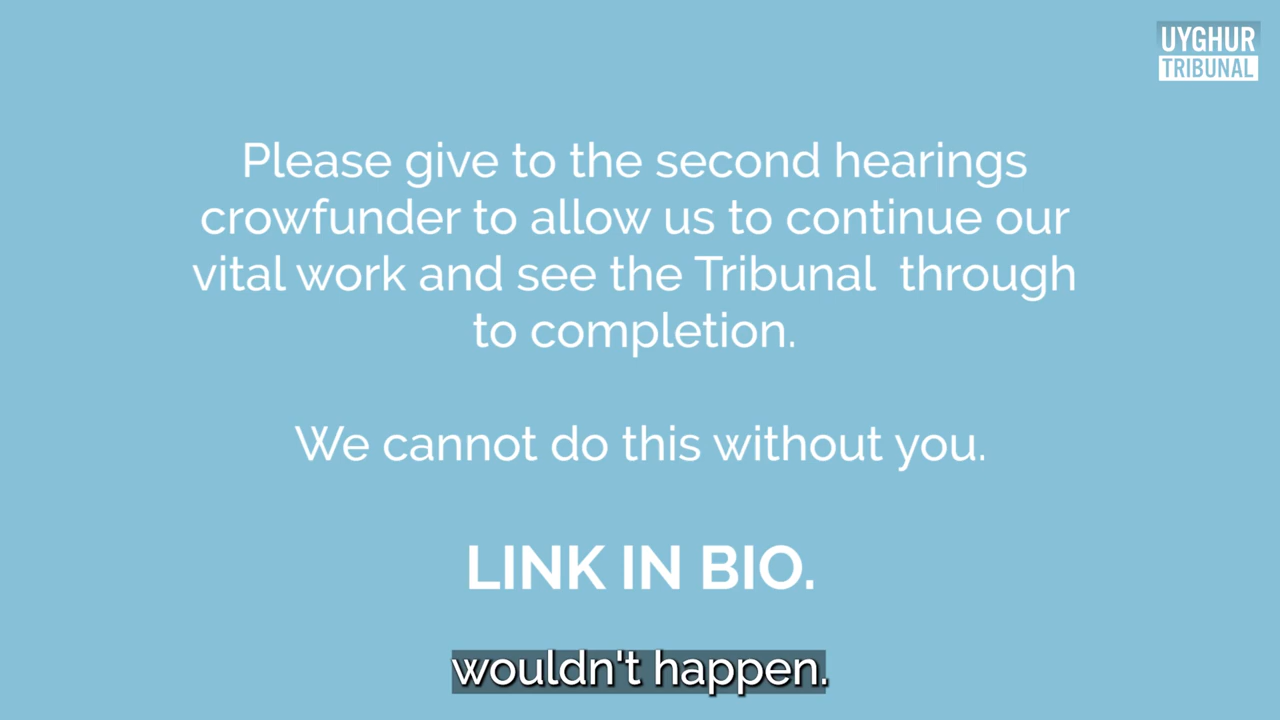 UYGHUR
TRIBUNAL
Please give to the second hearings
crowfunder to allow us to continue our
vital work and see the Tribunal  through
to completion.
We cannot do this without you.
LINK IN BIO.
wouldn't happen.